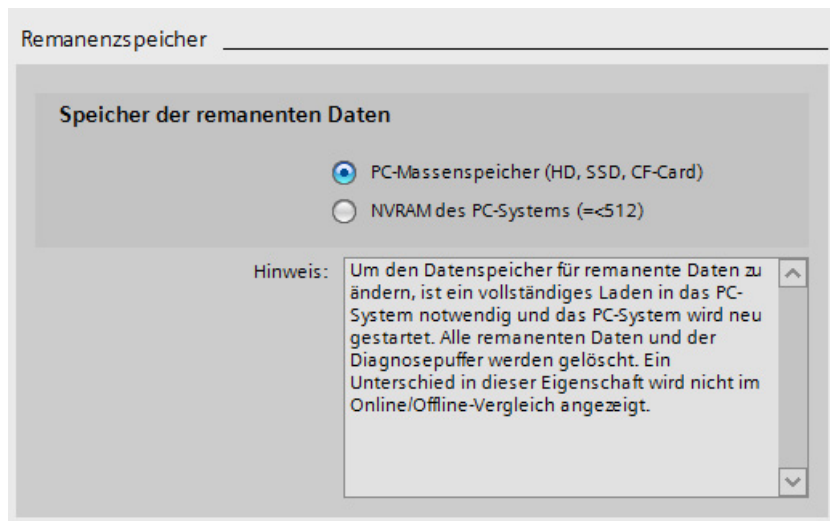 Remanenzspeicher
Speicher der remanenten Daten
PC-Massenspeicher (HD, SSD, CF-Card)
NVRAM des PC-Systems (=<512)
Hinweis:
Um den Datenspeicher für remanente Daten zu
ändern, ist ein vollständiges Laden in das PC-
System notwendig und das PC-System wird neu
gestartet. Alle remanenten Daten und der
Diagnosepuffer werden gelöscht. Ein
Unterschied in dieser Eigenschaft wird nicht im
Online/Offline-Vergleich angezeigt.